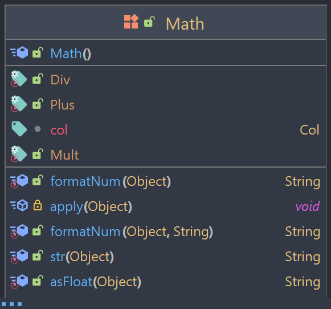 Math
Math()
Div
Plus
col Col
Mult
formatNum(Object) String
apply(Object) void
formatNum(Object, String) String
str(Object) String
asFloat(Object) String